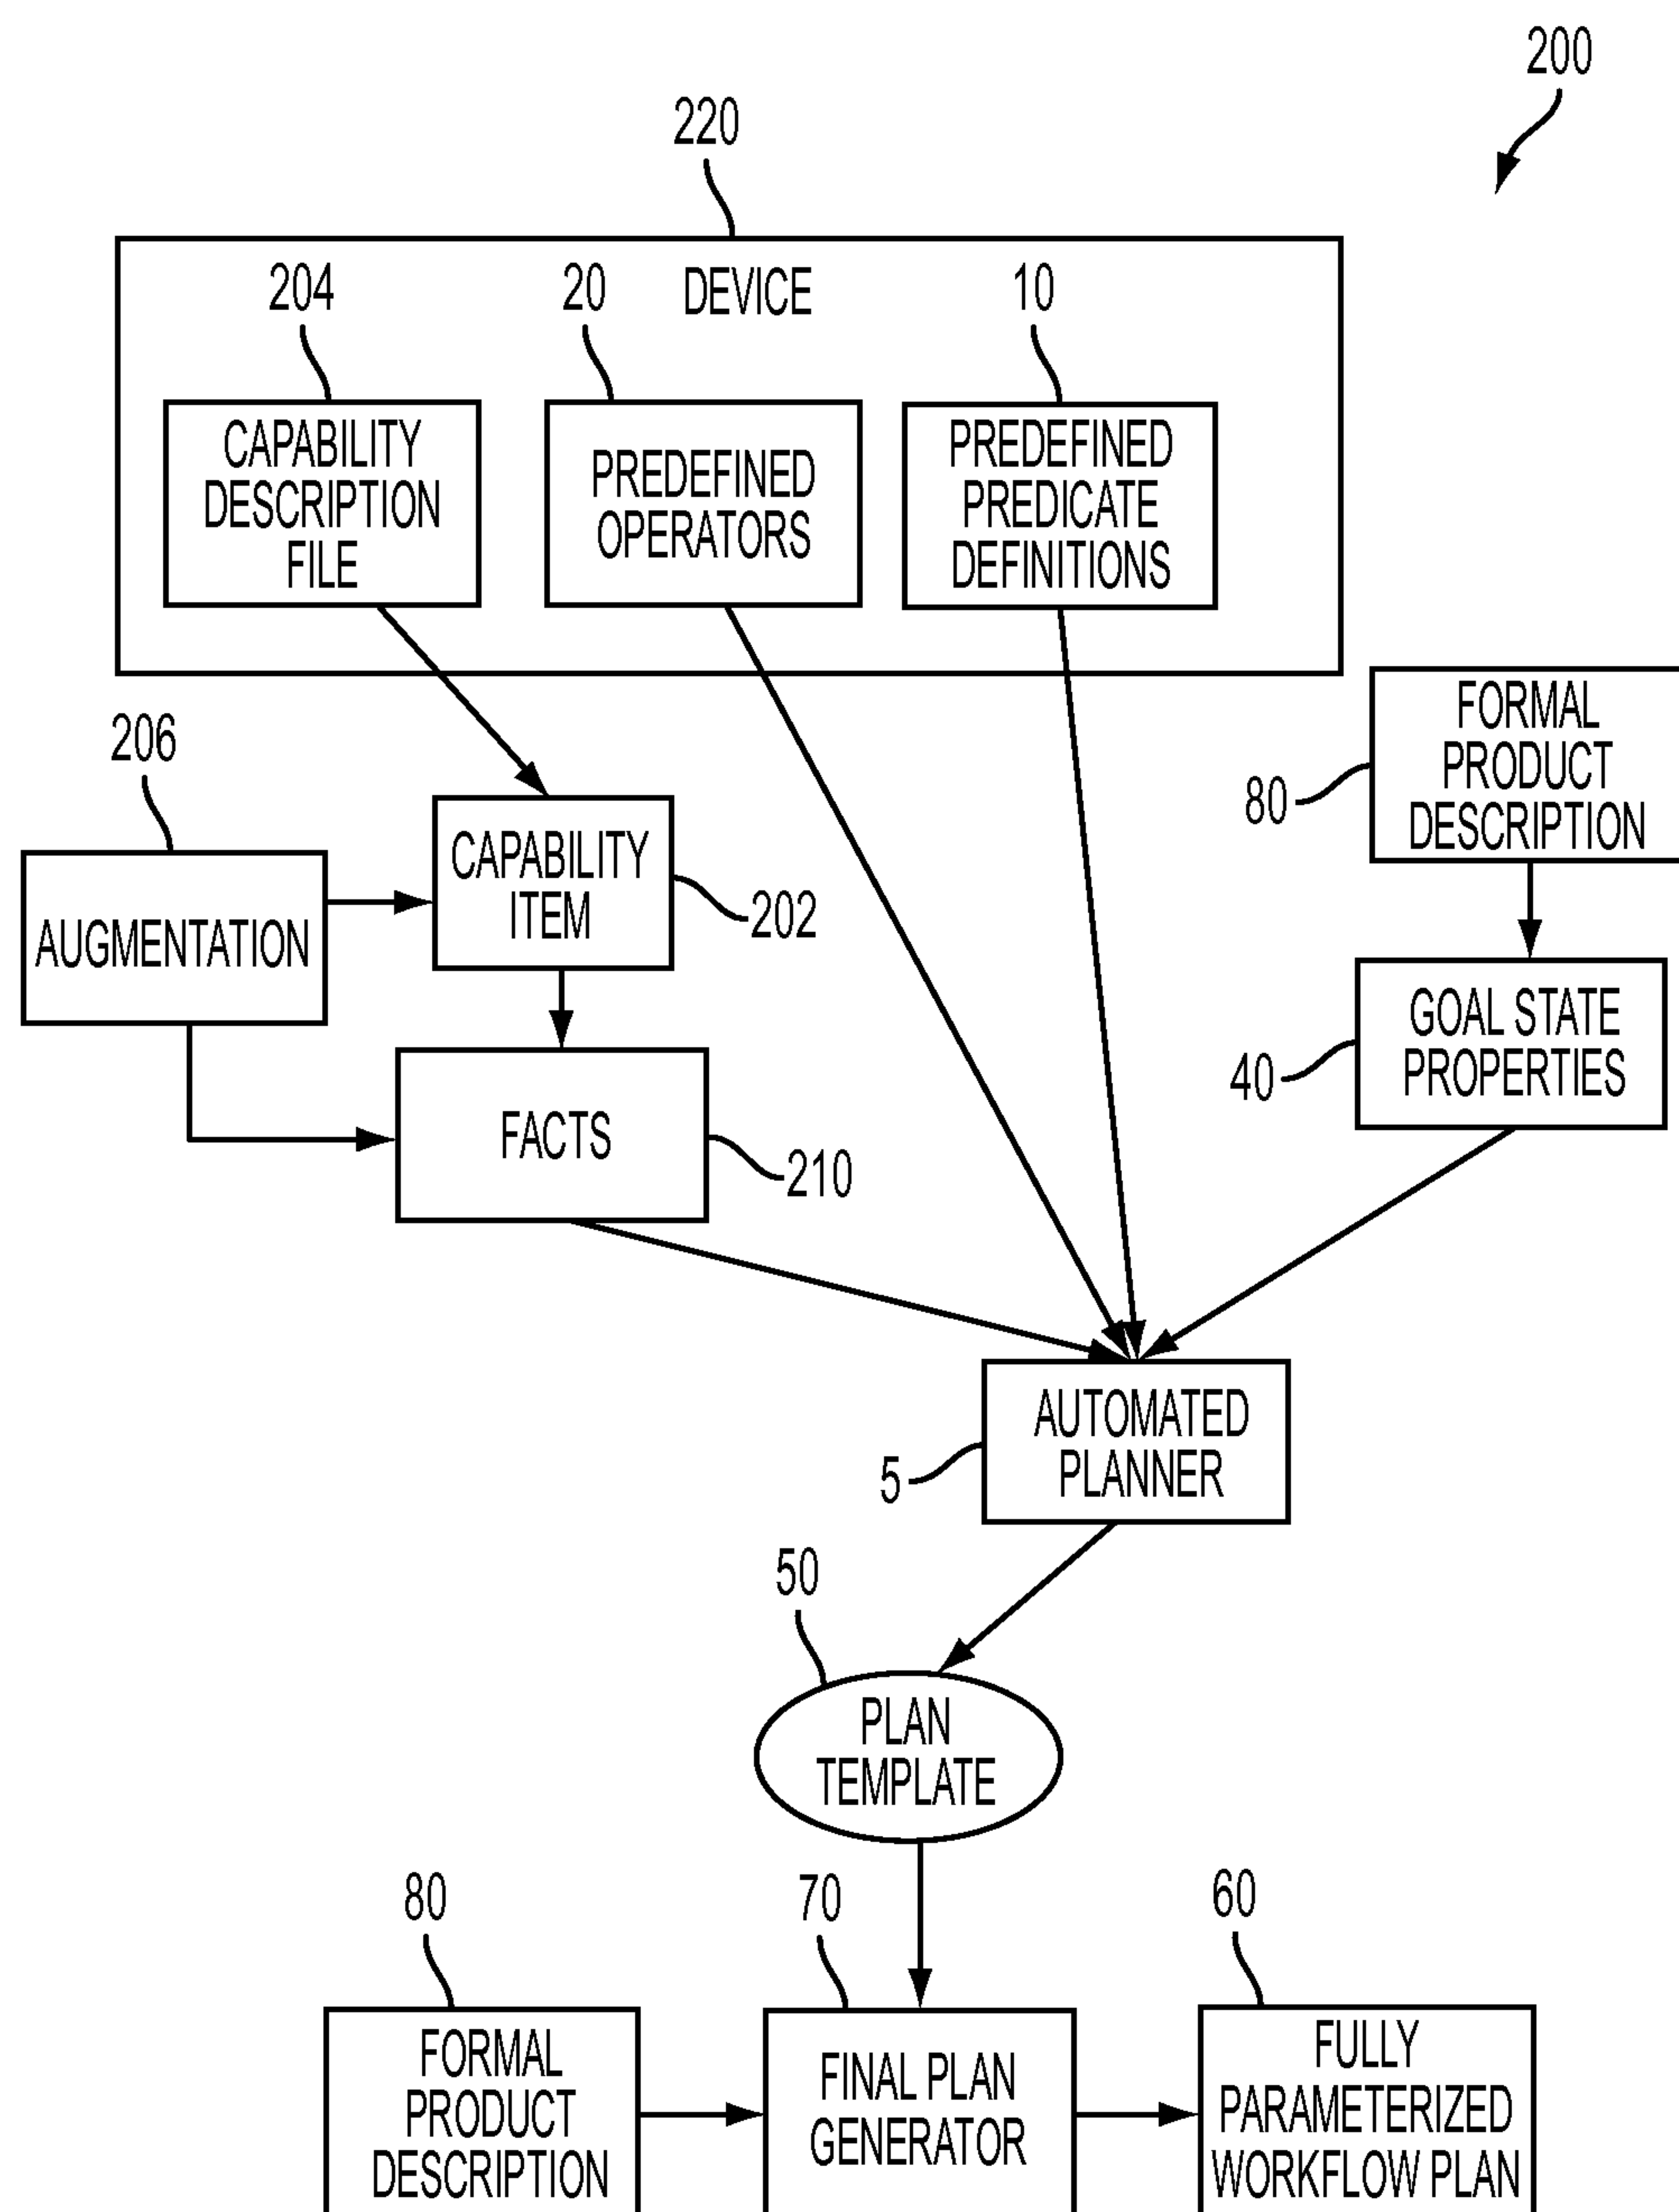 200
220
DEVICE
204
20
10
CAPABILITY
DESCRIPTION
FILE
PREDEFINED
OPERATORS
PREDEFINED
PREDICATE
DEFINITIONS
206
AUGMENTATION
CAPABILITY
ITEM
202
FACTS
210
80
FORMAL
PRODUCT
DESCRIPTION
40
GOAL STATE
PROPERTIES
5
AUTOMATED
PLANNER
50
PLAN
TEMPLATE
80
FORMAL
PRODUCT
DESCRIPTION
70
FINAL PLAN
GENERATOR
60
FULLY
PARAMETERIZED
WORKFLOW PLAN